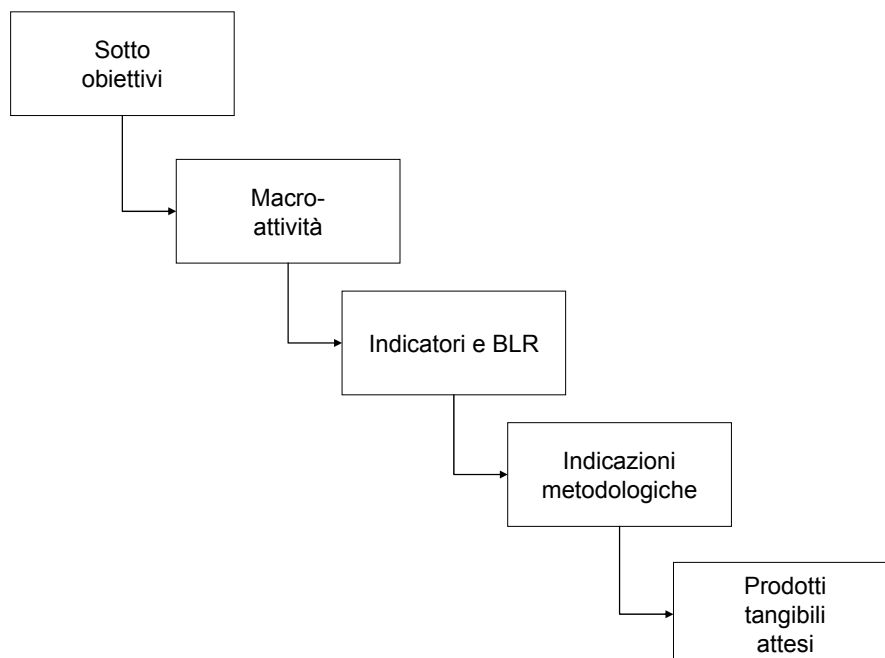 Sotto
obiettivi
Macro-
attività
Indicatori e BLR
Indicazioni
metodologiche
Prodotti
tangibili
attesi